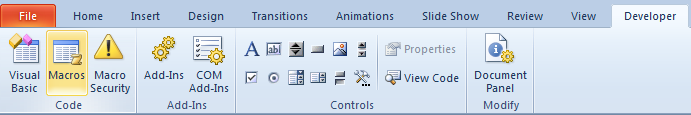 File Home Insert Design Transitions Animations Slide Show Review View Developer
A ab Properties
Visual Basic Macros Macro Security Add-Ins COM Add-Ins View Code Document Panel
Code Add-Ins Controls Modify